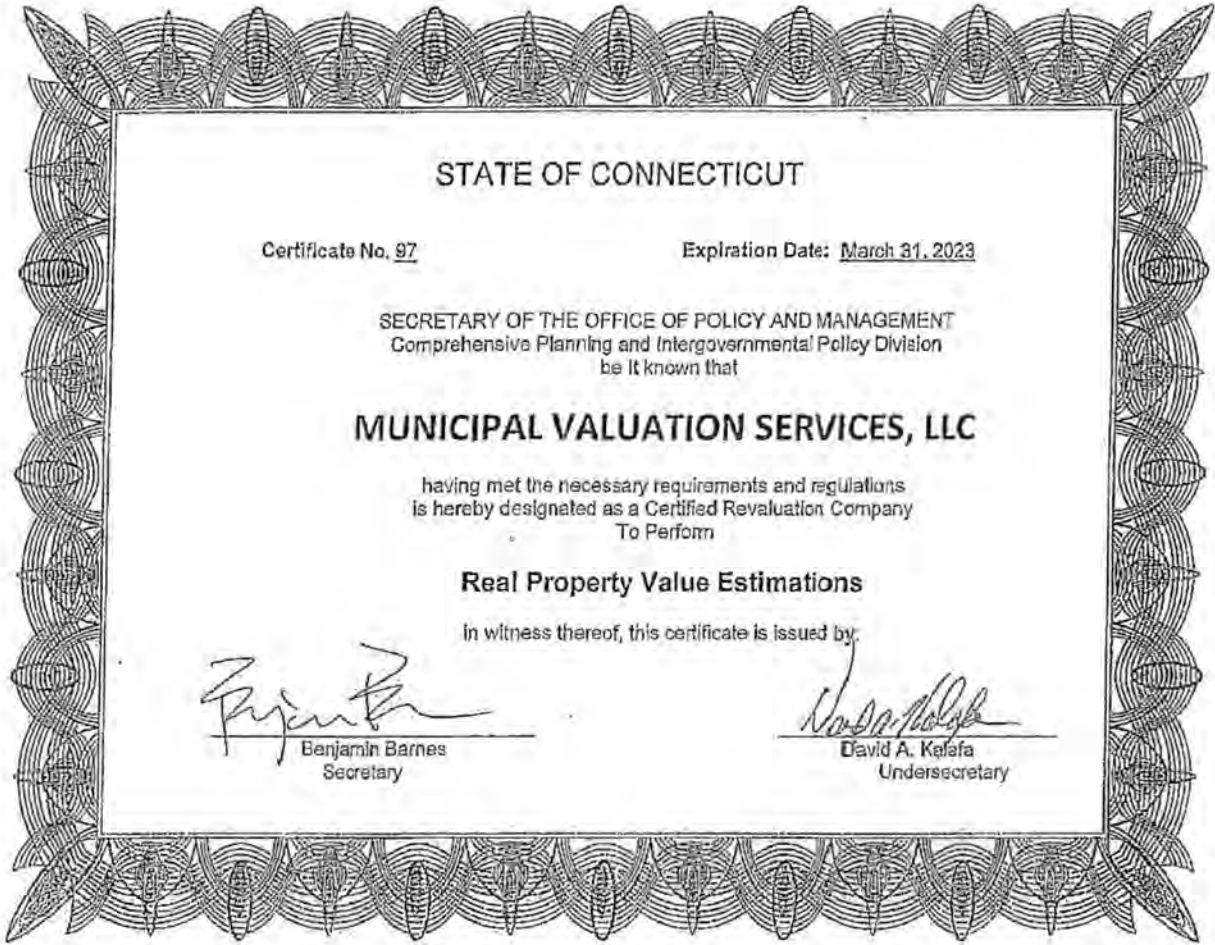 STATE OF CONNECTICUT
Certificate No. 97
Expiration Date: March 31, 2023
SECRETARY OF THE OFFICE OF POLICY AND MANAGEMENT
Comprehensive Planning and Intergovernmental Policy Division
be it known that
MUNICIPAL VALUATION SERVICES, LLC
having met the necessary requirements and regulations
is hereby designated as a Certified Revaluation Company
To Perform
Real Property Value Estimations
in witness thereof, this certificate is issued by:
Benjamin Barnes
Secretary
David A. Kalafa
Undersecretary